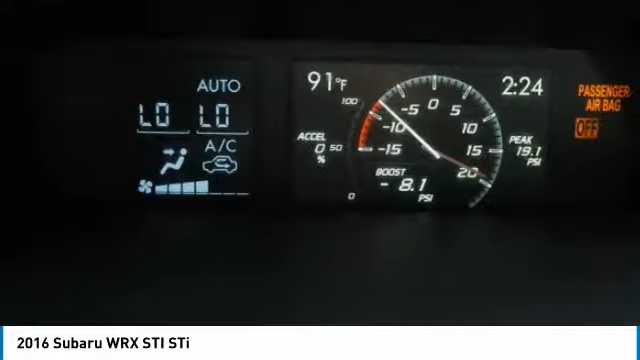 AUTO
LO LO
A/C
91°F
2:24
100
50
0
ACCEL
0
%
-15
-10
-5
0
5
10
15
20
BOOST
- 8.1
PSI
PEAK
19.1
PSI
PASSENGER
AIR BAG
OFF
2016 Subaru WRX STI STi